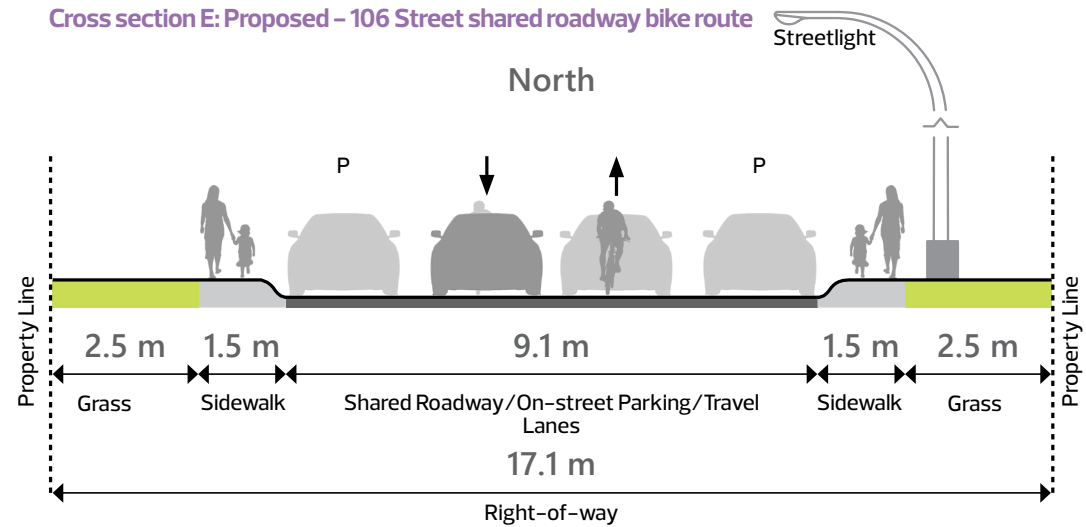 Cross section E: Proposed - 106 Street shared roadway bike route
Streetlight
North
P
P
Property Line
Property Line
2.5 m
1.5 m
9.1 m
1.5 m
2.5 m
Grass
Sidewalk
Shared Roadway/On-street Parking/Travel
Lanes
Sidewalk
Grass
17.1 m
Right-of-way